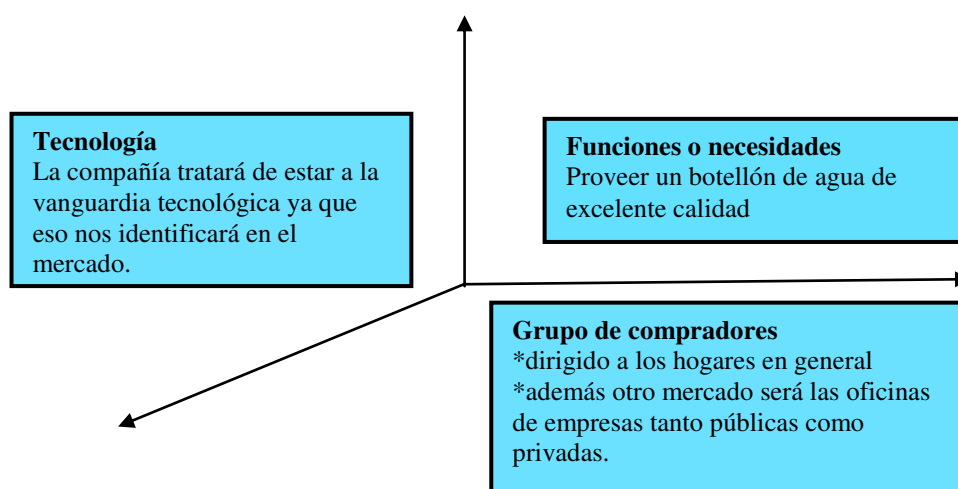 Tecnología
La compañía tratará de estar a la
vanguardia tecnológica ya que
eso nos identificará en el
mercado.
Funciones o necesidades
Proveer un botellón de agua de
excelente calidad
Grupo de compradores
*dirigido a los hogares en general
*además otro mercado será las oficinas
de empresas tanto públicas como
privadas.